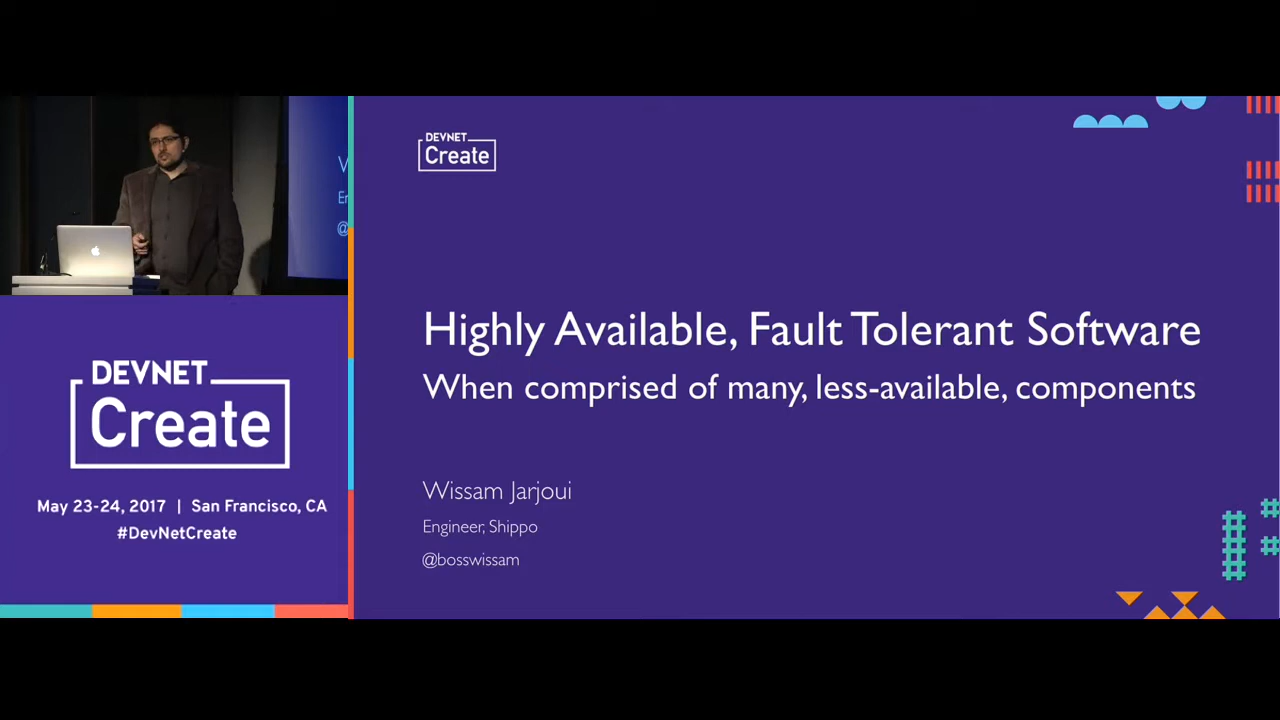 V
Er
@
DEVNET
Create
May 23-24, 2017 | San Francisco, CA
#DevNetCreate
DEVNET
Create
Highly Available, Fault Tolerant Software
When comprised of many, less-available, components
Wissam Jarjoui
Engineer, Shippo
@bosswissam